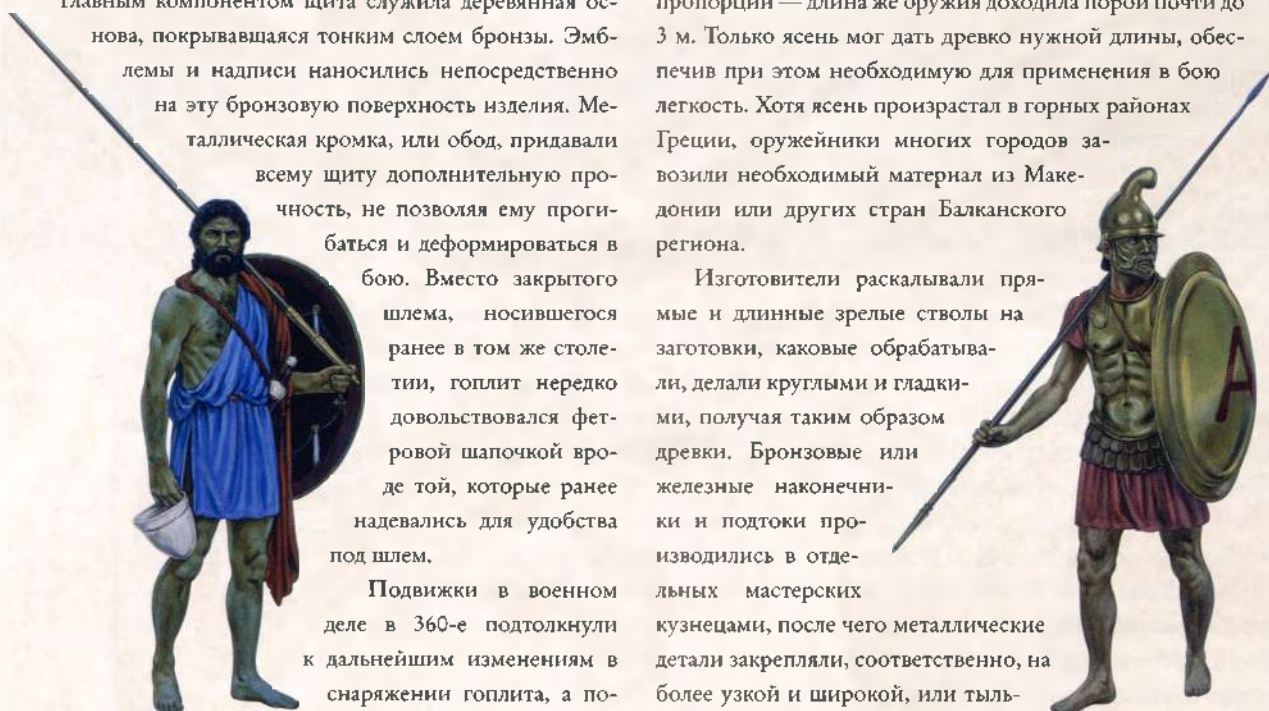 Главным компонентом щита служила деревянная ос-
нова, покрывавшаяся тонким слоем бронзы. Эмб-
лемы и надписи наносились непосредственно
на эту бронзовую поверхность изделия. Ме-
таллическая кромка, или обод, придавали
всему щиту дополнительную про-
чность, не позволяя ему проги-
баться и деформироваться в
бою. Вместо закрытого
шлема, носившегося
ранее в том же столе-
тии, гоплит нередко
довольствовался фет-
ровой шапочкой вро-
де той, которые ранее
надевались для удобства
под шлем.
Подвижки в военном
деле в 360-е подтолкнули
к дальнейшим изменениям в
снаряжении гоплита, а по-
пропорции — длина же оружия доходила порой почти до
3 м. Только ясень мог дать древко нужной длины, обес-
печив при этом необходимую для применения в бою
легкость. Хотя ясень произрастал в горных районах
Греции, оружейники многих городов за-
возили необходимый материал из Маке-
донии или других стран Балканского
региона.
Изготовители раскалывали пря-
мые и длинные зрелые стволы на
заготовки, каковые обрабатыва-
ли, делали круглыми и гладки-
ми, получая таким образом
древки. Бронзовые или
железные наконечни-
ки и подтоки про-
изводились в отде-
льных мастерских
кузнецами, после чего металлические
детали закрепляли, соответственно, на
более узкой и широкой, или тыль-
A